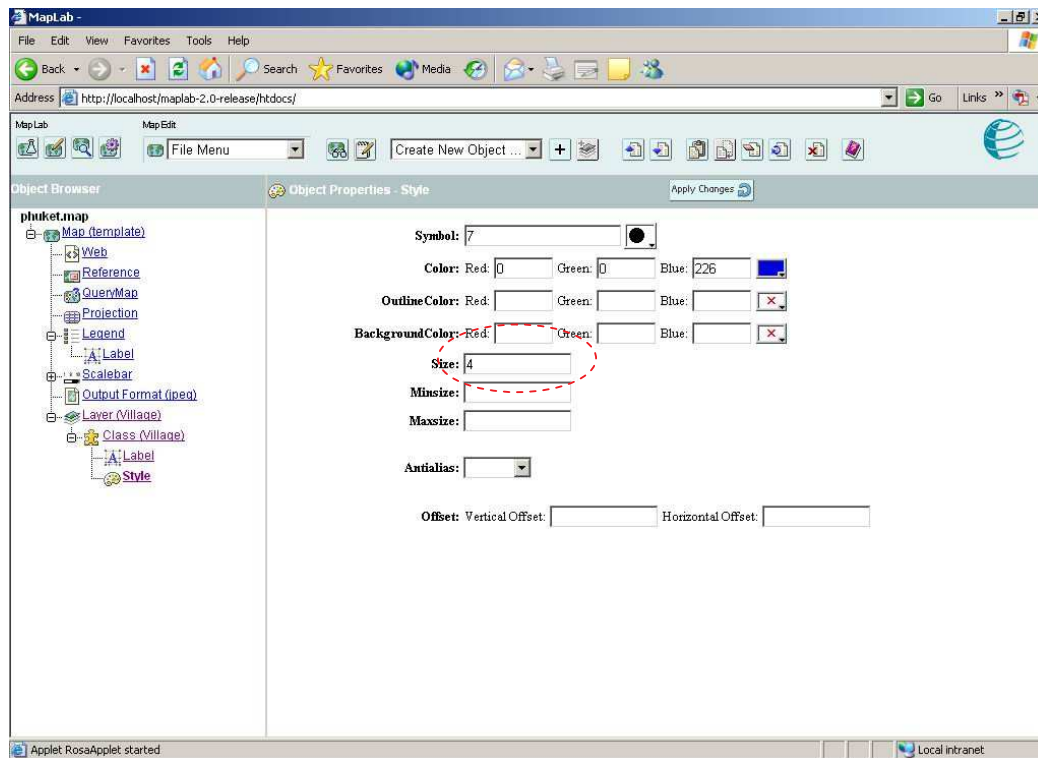 MapLab -
File Edit View Favorites Tools Help
Back Search Favorites Media
Address http://localhost/maplab-2.0-release/htdocs/ Go Links »
MapLab MapEdit
File Menu Create New Object ...
Object Browser Object Properties - Style Apply Changes
phuket.map
Map (template)
Web
Reference
QueryMap
Projection
Legend
Label
Scalebar
Output Format (jpeg)
Layer (Village)
Class (Village)
Label
Style
Symbol: 7
Color: Red: 0 Green: 0 Blue: 226
OutlineColor: Red: Green: Blue:
BackgroundColor: Red: Green: Blue:
Size: 4
Minsize:
Maxsize:
Antialias:
Offset: Vertical Offset: Horizontal Offset:
Applet RosaApplet started Local intranet